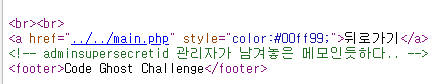 <br><br>
<a href="../../main.php" style="color:#00ff99;">뒤로가기</a>
<!-- adminsupersecretid 관리자가 남겨놓은 메모인듯하다.. -->
<footer>Code Ghost Challenge</footer>